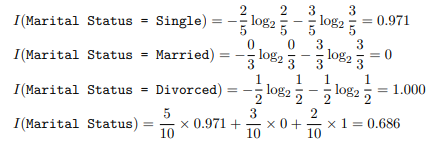 I(Marital Status = Single) = −2/5 log₂ 2/5 − 3/5 log₂ 3/5 = 0.971
I(Marital Status = Married) = −0/3 log₂ 0/3 − 3/3 log₂ 3/3 = 0
I(Marital Status = Divorced) = −1/2 log₂ 1/2 − 1/2 log₂ 1/2 = 1.000
I(Marital Status) = 5/10 × 0.971 + 3/10 × 0 + 2/10 × 1 = 0.686